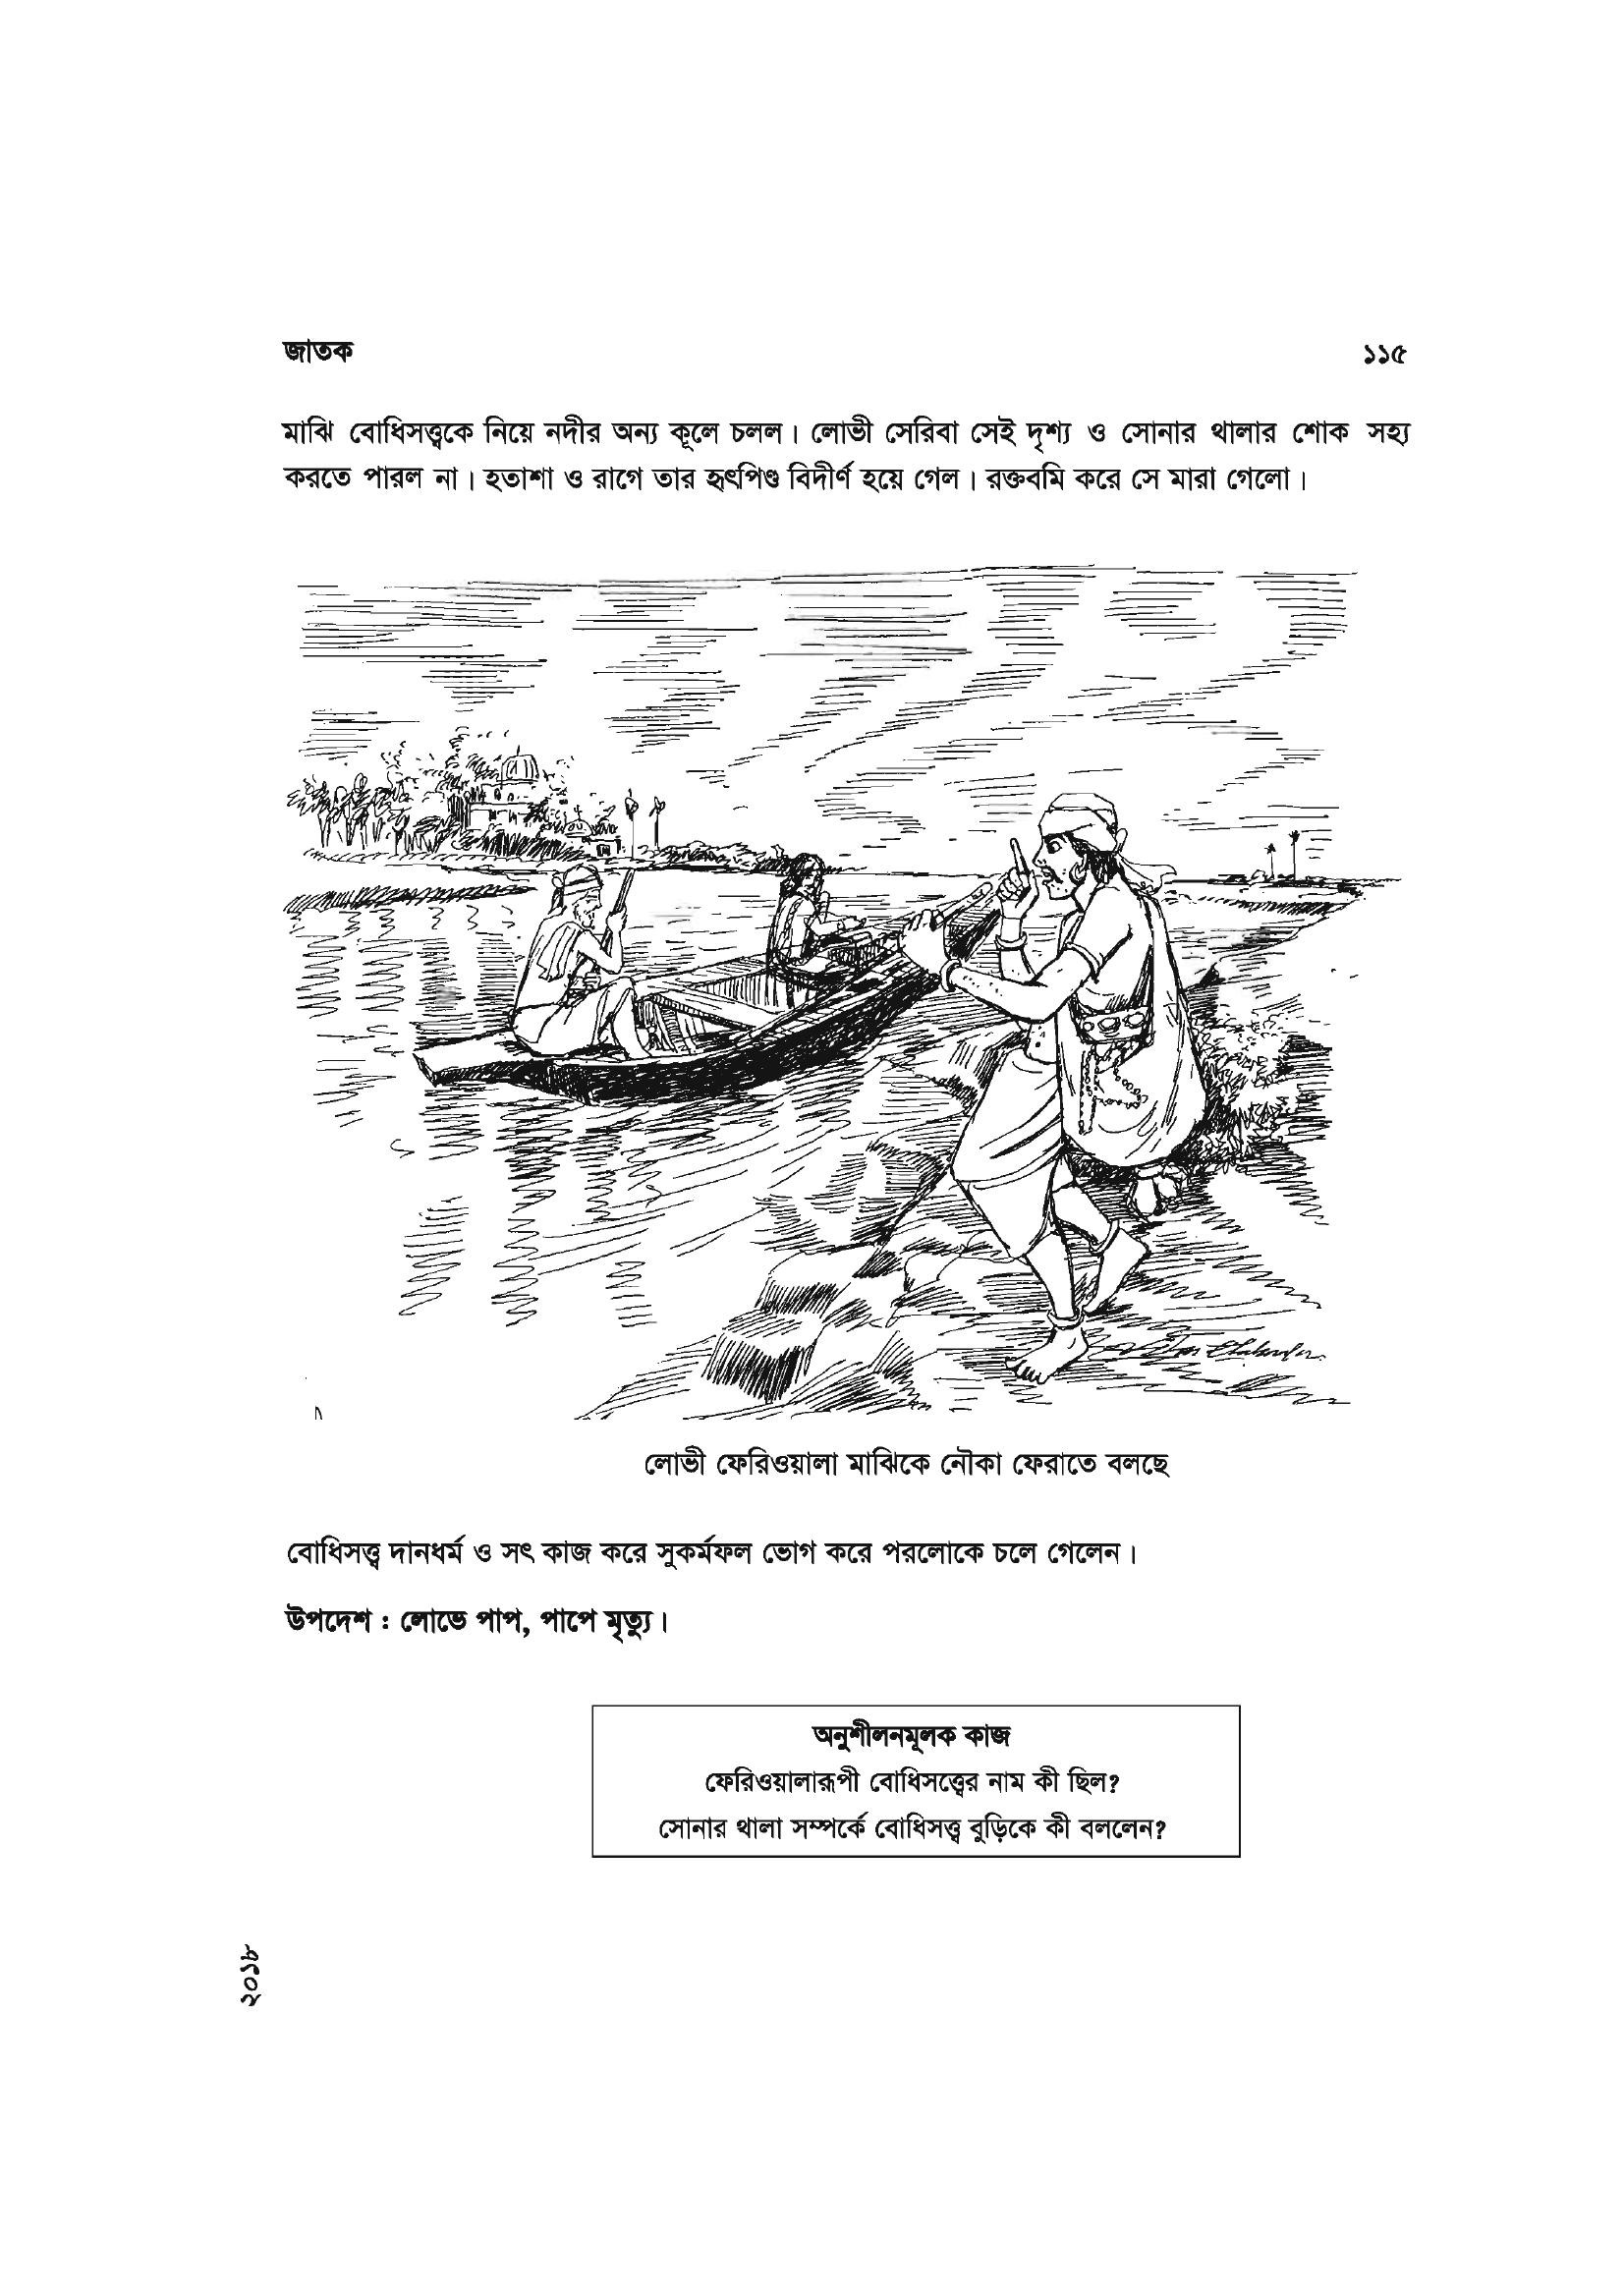 জাতক ১১৫
মাঝি বোধিসত্ত্বকে নিয়ে নদীর অন্য কূলে চলল। লোভী সেরিবা সেই দৃশ্য ও সোনার থালার শোক সহ্য
করতে পারল না। হতাশা ও রাগে তার হৃৎপিণ্ড বিদীর্ণ হয়ে গেল। রক্তবমি করে সে মারা গেলো।
লোভী ফেরিওয়ালা মাঝিকে নৌকা ফেরাতে বলছে
বোধিসত্ত্ব দানধর্ম ও সৎ কাজ করে সুকর্মফল ভোগ করে পরলোকে চলে গেলেন।
উপদেশ : লোভে পাপ, পাপে মৃত্যু।
অনুশীলনমূলক কাজ
ফেরিওয়ালারূপী বোধিসত্ত্বের নাম কী ছিল?
সোনার থালা সম্পর্কে বোধিসত্ত্ব বুড়িকে কী বললেন?
২০১৮